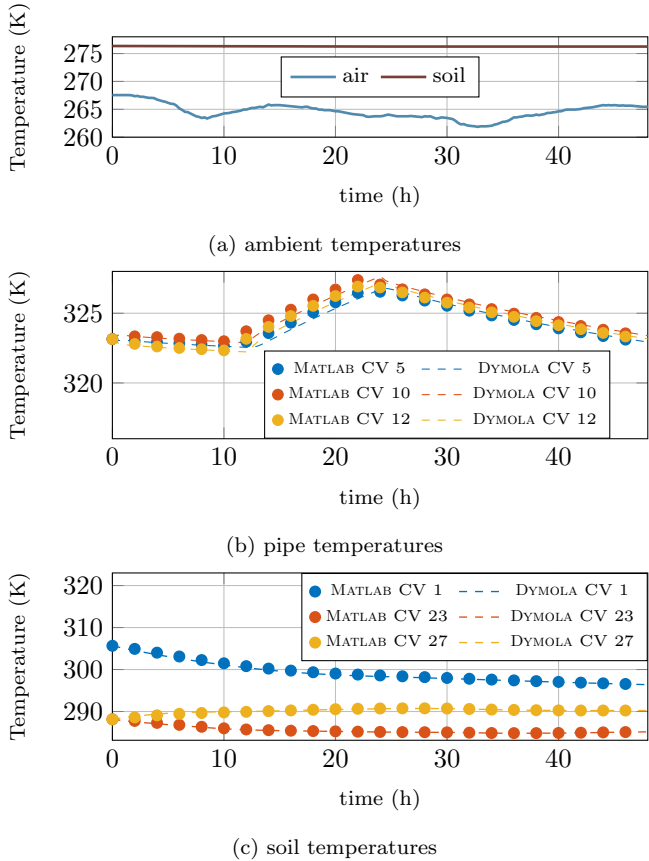 Temperature (K)
275
270
265
260
air
soil
0
10
20
30
40
time (h)
(a) ambient temperatures
Temperature (K)
325
320
MATLAB CV 5
DYMOLA CV 5
MATLAB CV 10
DYMOLA CV 10
MATLAB CV 12
DYMOLA CV 12
0
10
20
30
40
time (h)
(b) pipe temperatures
Temperature (K)
320
310
300
290
MATLAB CV 1
DYMOLA CV 1
MATLAB CV 23
DYMOLA CV 23
MATLAB CV 27
DYMOLA CV 27
0
10
20
30
40
time (h)
(c) soil temperatures